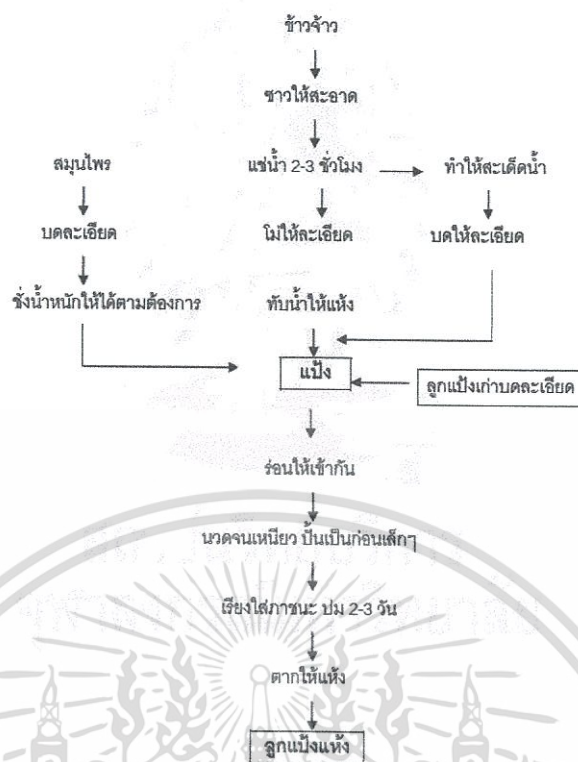 ข้าวจ้าว
ซาวให้สะอาด
สมุนไพร
แช่น้ำ 2-3 ชั่วโมง
ทำให้สะเด็ดน้ำ
บดละเอียด
โม่ให้ละเอียด
บดให้ละเอียด
ชั่งน้ำหนักให้ได้ตามต้องการ
ทับน้ำให้แห้ง
แป้ง
ลูกแป้งเก่าบดละเอียด
ร่อนให้เข้ากัน
นวดจนเหนียว ปั้นเป็นก่อนเล็กๆ
เรียงใส่ภาชนะ บ่ม 2-3 วัน
ตากให้แห้ง
ลูกแป้งแห้ง